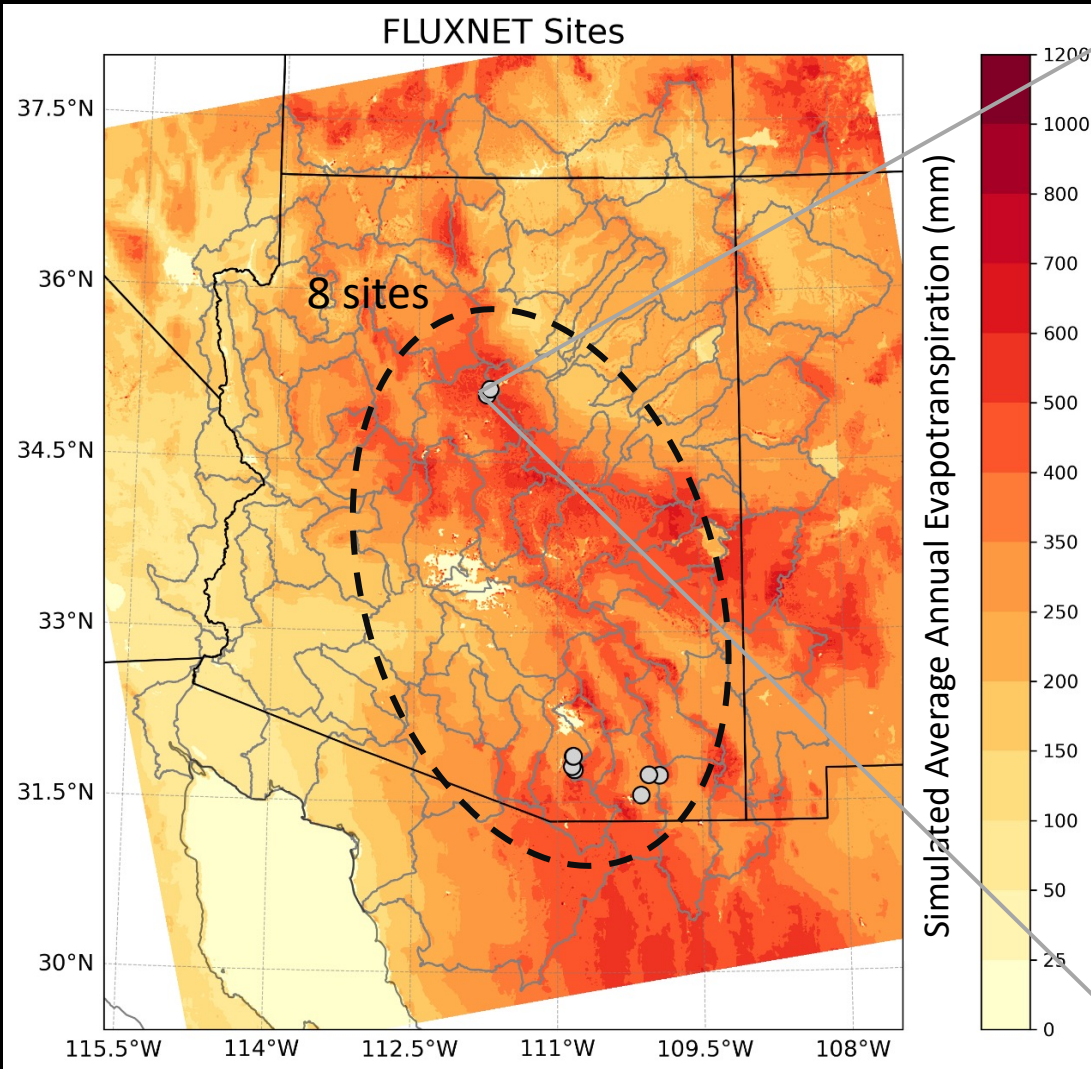 FLUXNET Sites
37.5°N
36°N
34.5°N
33°N
31.5°N
30°N
8 sites
115.5°W
114°W
112.5°W
111°W
109.5°W
108°W
1200
1000
800
700
600
500
400
350
250
200
150
100
50
25
0
Simulated Average Annual Evapotranspiration (mm)